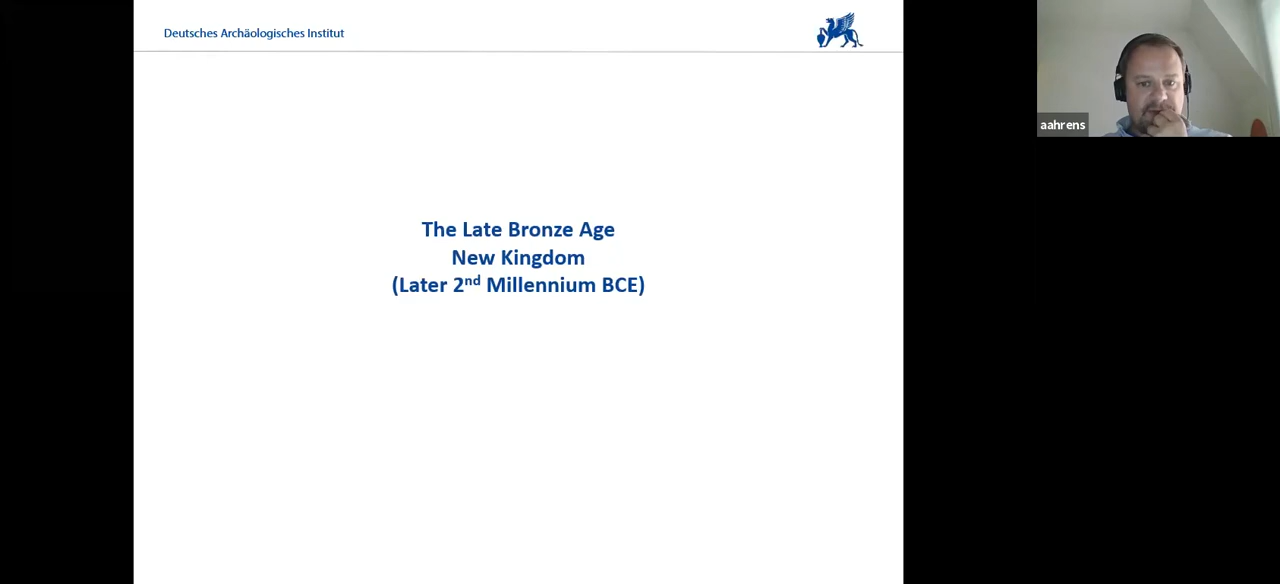 Deutsches Archäologisches Institut
The Late Bronze Age
New Kingdom
(Later 2nd Millennium BCE)
aahrens